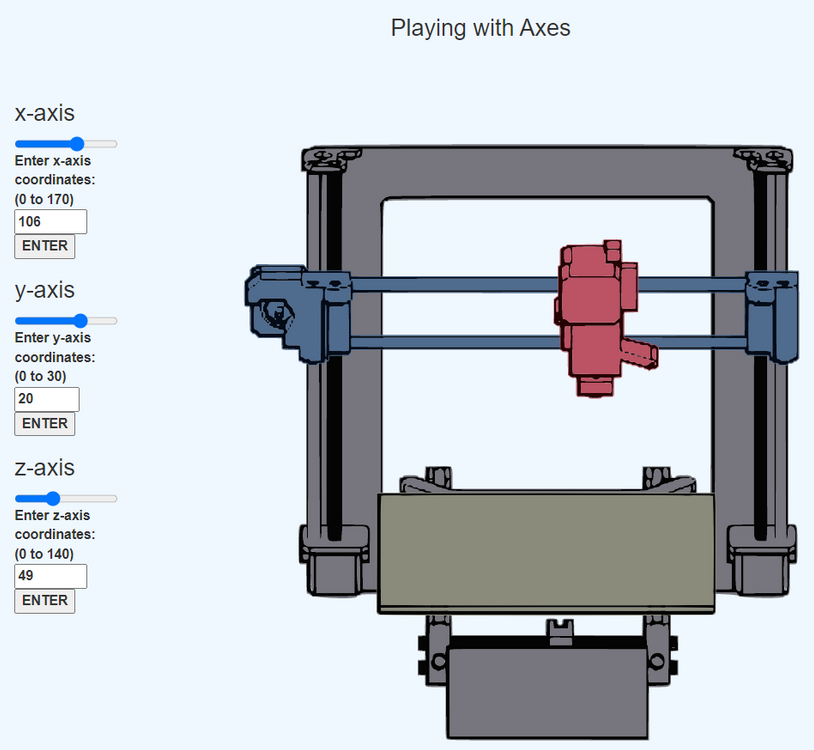 Playing with Axes
x-axis
Enter x-axis
coordinates:
(0 to 170)
106
ENTER
y-axis
Enter y-axis
coordinates:
(0 to 30)
20
ENTER
z-axis
Enter z-axis
coordinates:
(0 to 140)
49
ENTER